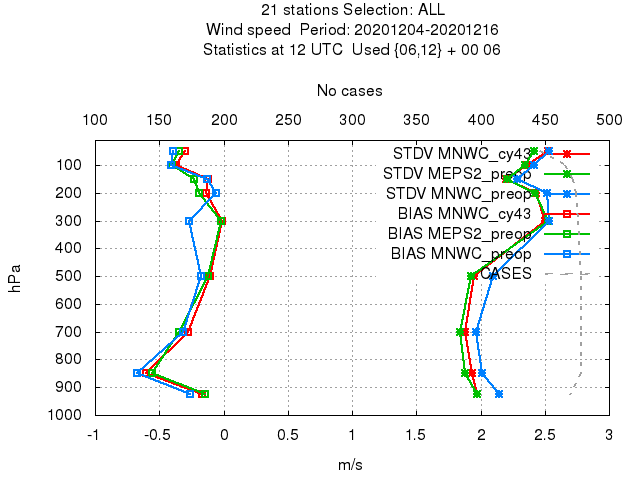 21 stations Selection: ALL
Wind speed  Period: 20201204-20201216
Statistics at 12 UTC  Used {06,12} + 00 06
No cases
100 150 200 250 300 350 400 450 500
STDV MNWC_cy43
STDV MEPS2_preop
STDV MNWC_preop
BIAS MNWC_cy43
BIAS MEPS2_preop
BIAS MNWC_preop
CASES
hPa
100
200
300
400
500
600
700
800
900
1000
-1 -0.5 0 0.5 1 1.5 2 2.5 3
m/s